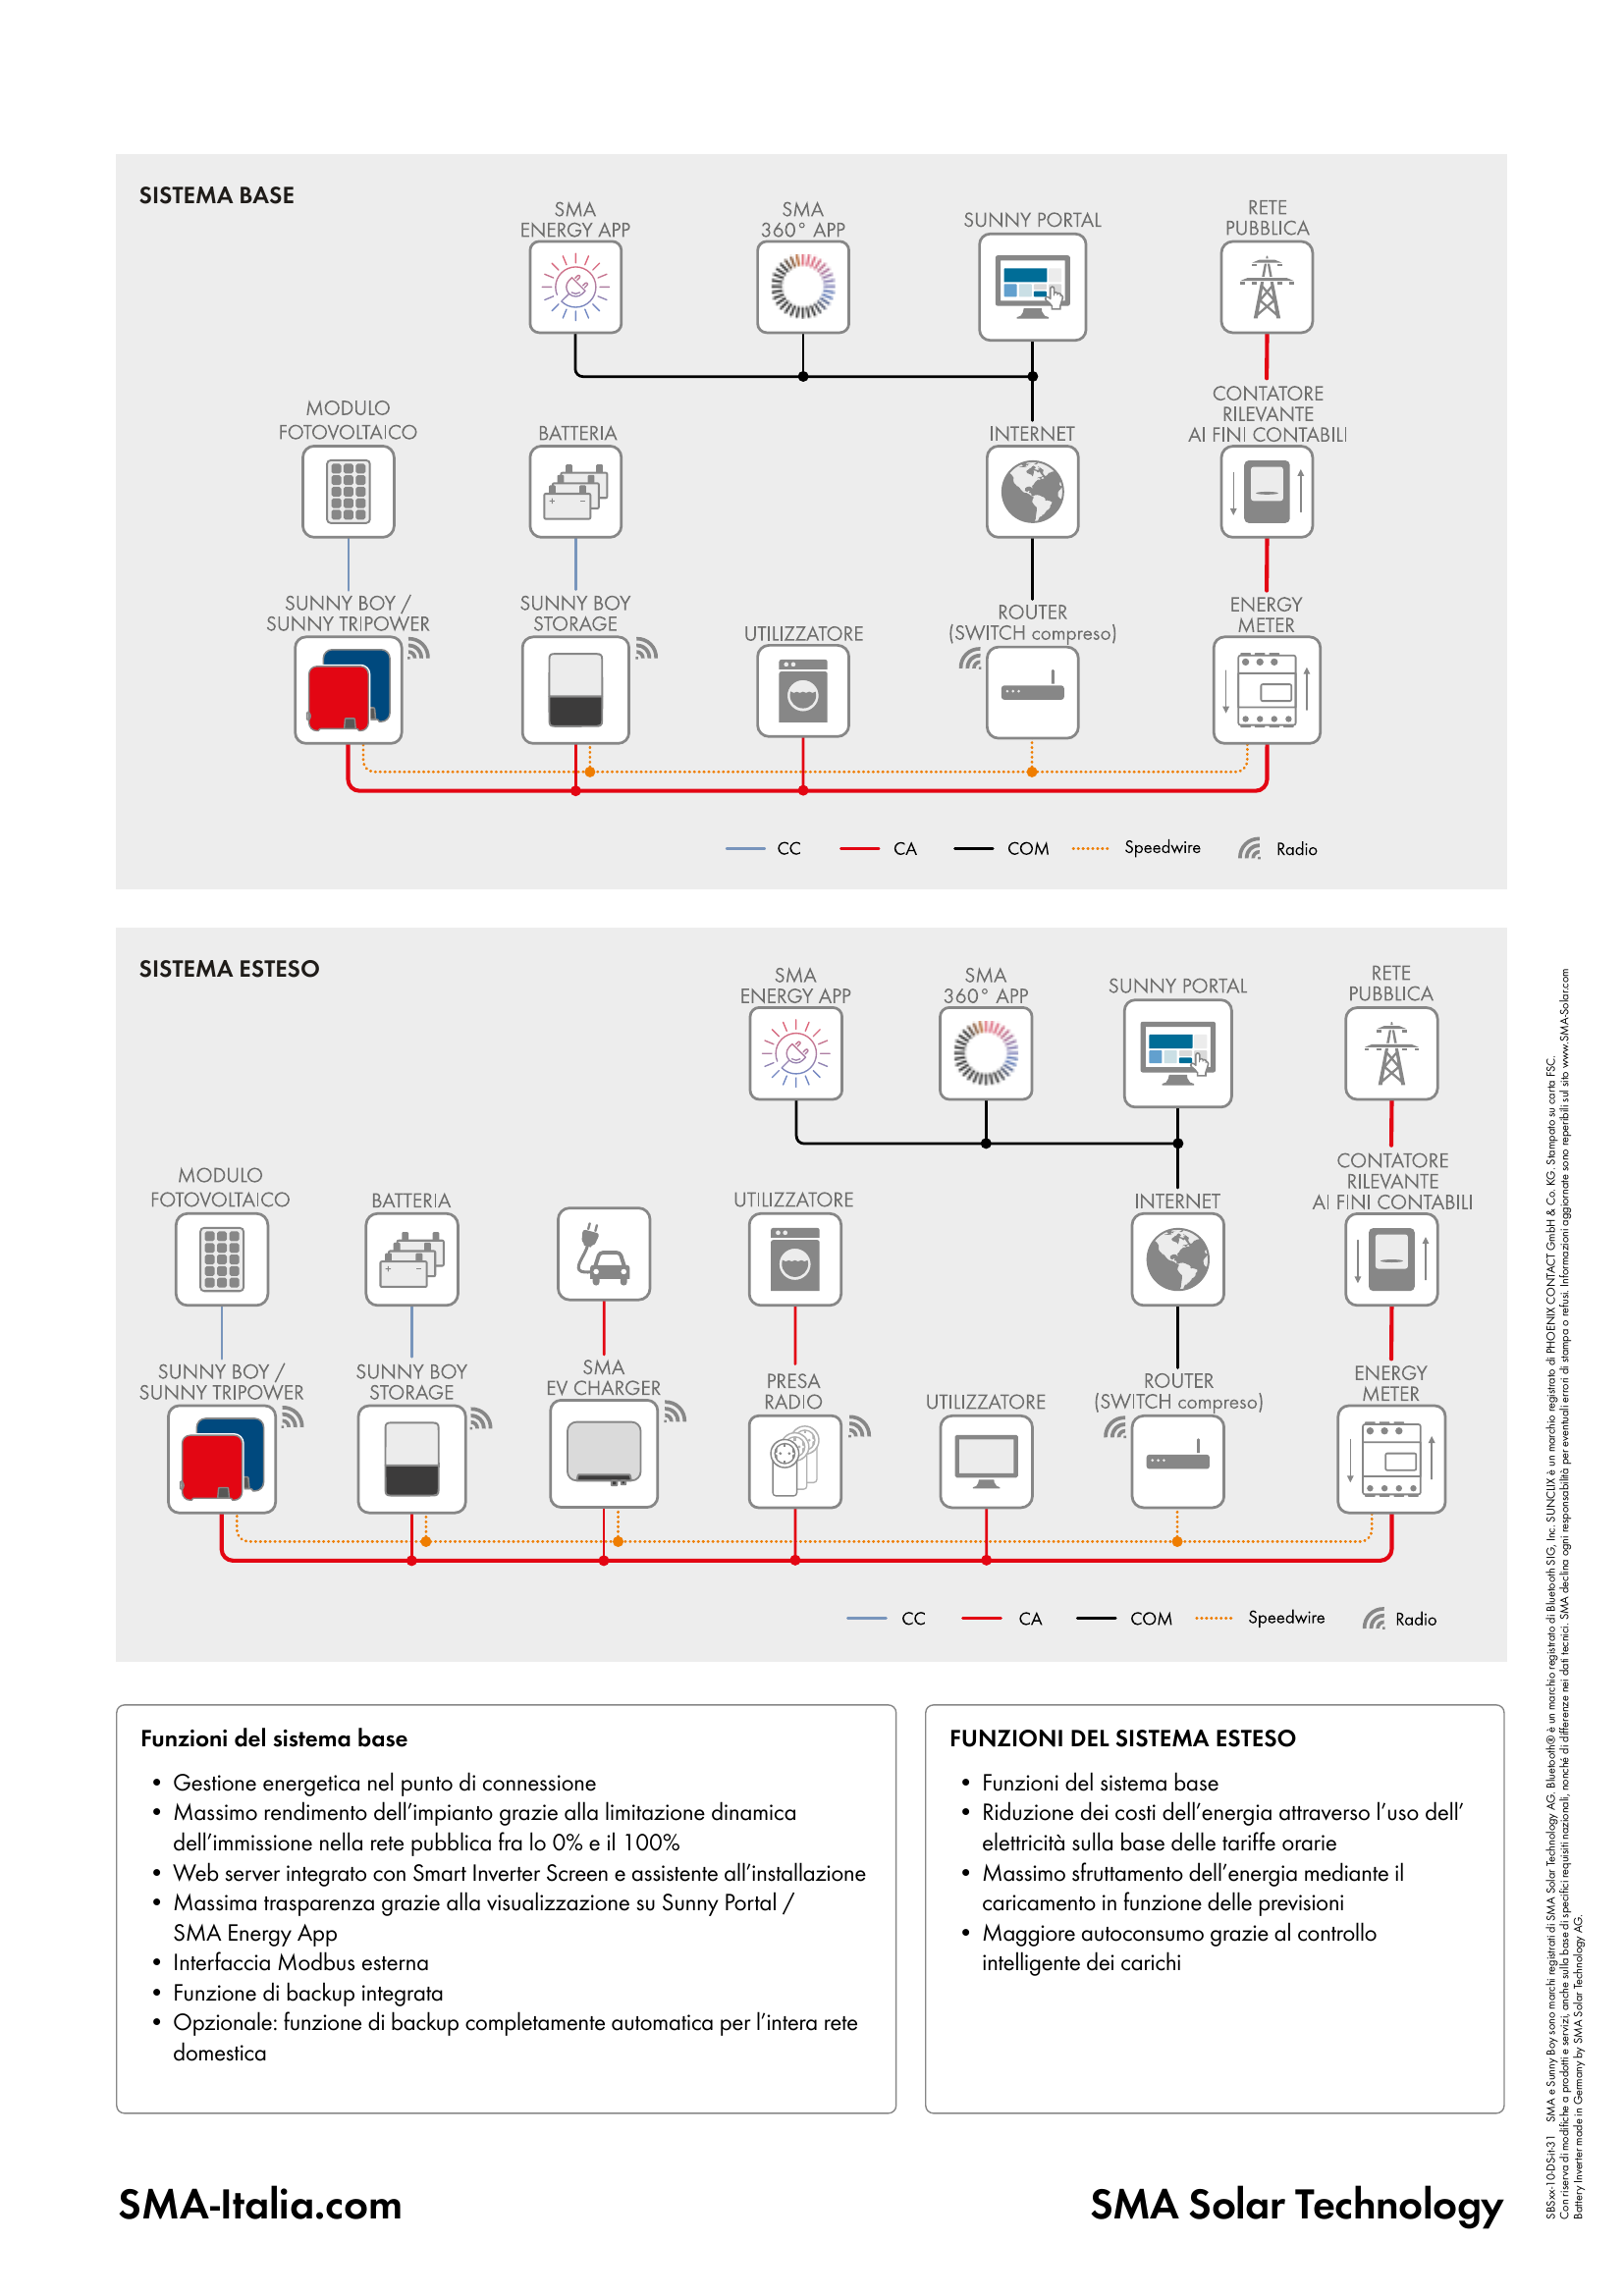 SISTEMA BASE
SMA
ENERGY APP
SMA
360° APP
SUNNY PORTAL
RETE
PUBBLICA
MODULO
FOTOVOLTAICO
BATTERIA
INTERNET
CONTATORE
RILEVANTE
AI FINI CONTABILI
SUNNY BOY /
SUNNY TRIPOWER
SUNNY BOY
STORAGE
UTILIZZATORE
ROUTER
(SWITCH compreso)
ENERGY
METER
CC
CA
COM
Speedwire
Radio
SISTEMA ESTESO
SMA
ENERGY APP
SMA
360° APP
SUNNY PORTAL
RETE
PUBBLICA
MODULO
FOTOVOLTAICO
BATTERIA
UTILIZZATORE
INTERNET
CONTATORE
RILEVANTE
AI FINI CONTABILI
SUNNY BOY /
SUNNY TRIPOWER
SUNNY BOY
STORAGE
SMA
EV CHARGER
PRESA
RADIO
UTILIZZATORE
ROUTER
(SWITCH compreso)
ENERGY
METER
CC
CA
COM
Speedwire
Radio
Funzioni del sistema base
• Gestione energetica nel punto di connessione
• Massimo rendimento dell'impianto grazie alla limitazione dinamica
dell'immissione nella rete pubblica fra lo 0% e il 100%
• Web server integrato con Smart Inverter Screen e assistente all'installazione
• Massima trasparenza grazie alla visualizzazione su Sunny Portal /
SMA Energy App
• Interfaccia Modbus esterna
• Funzione di backup integrata
• Opzionale: funzione di backup completamente automatica per l'intera rete
domestica
FUNZIONI DEL SISTEMA ESTESO
• Funzioni del sistema base
• Riduzione dei costi dell'energia attraverso l'uso dell'
elettricità sulla base delle tariffe orarie
• Massimo sfruttamento dell'energia mediante il
caricamento in funzione delle previsioni
• Maggiore autoconsumo grazie al controllo
intelligente dei carichi
SMA-Italia.com
SMA Solar Technology
SBSxx-10-DS-it-31 SMA e Sunny Boy sono marchi registrati di SMA Solar Technology AG. Bluetooth® è un marchio registrato di Bluetooth SIG, Inc. SUNCLIX è un marchio registrato di PHOENIX CONTACT GmbH & Co. KG. Stampato su carta FSC.
Con riserva di modifiche a prodotti e servizi, anche sulla base di specifici requisiti nazionali, nonché di differenze nei dati tecnici. SMA declina ogni responsabilità per eventuali errori di stampa o refusi. Informazioni aggiornate sono reperibili sul sito www.SMA-Solar.com
Battery Inverter made in Germany by SMA Solar Technology AG.